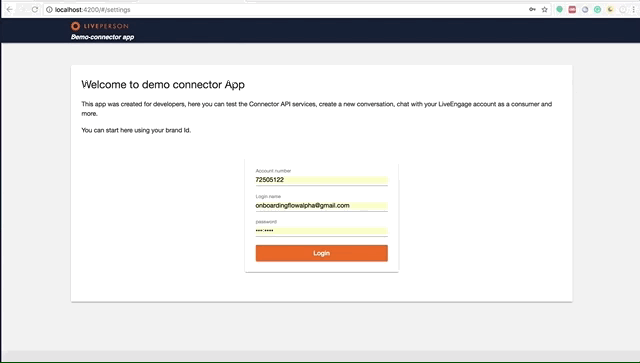 localhost:4200/#/settings
LIVEPERSON
Demo-connector app
Welcome to demo connector App
This app was created for developers, here you can test the Connector API services, create a new conversation, chat with your LiveEngage account as a consumer and
more.
You can start here using your brand Id.
Account number
72505122
Login name
onboardingflowalpha@gmail.com
password
Login